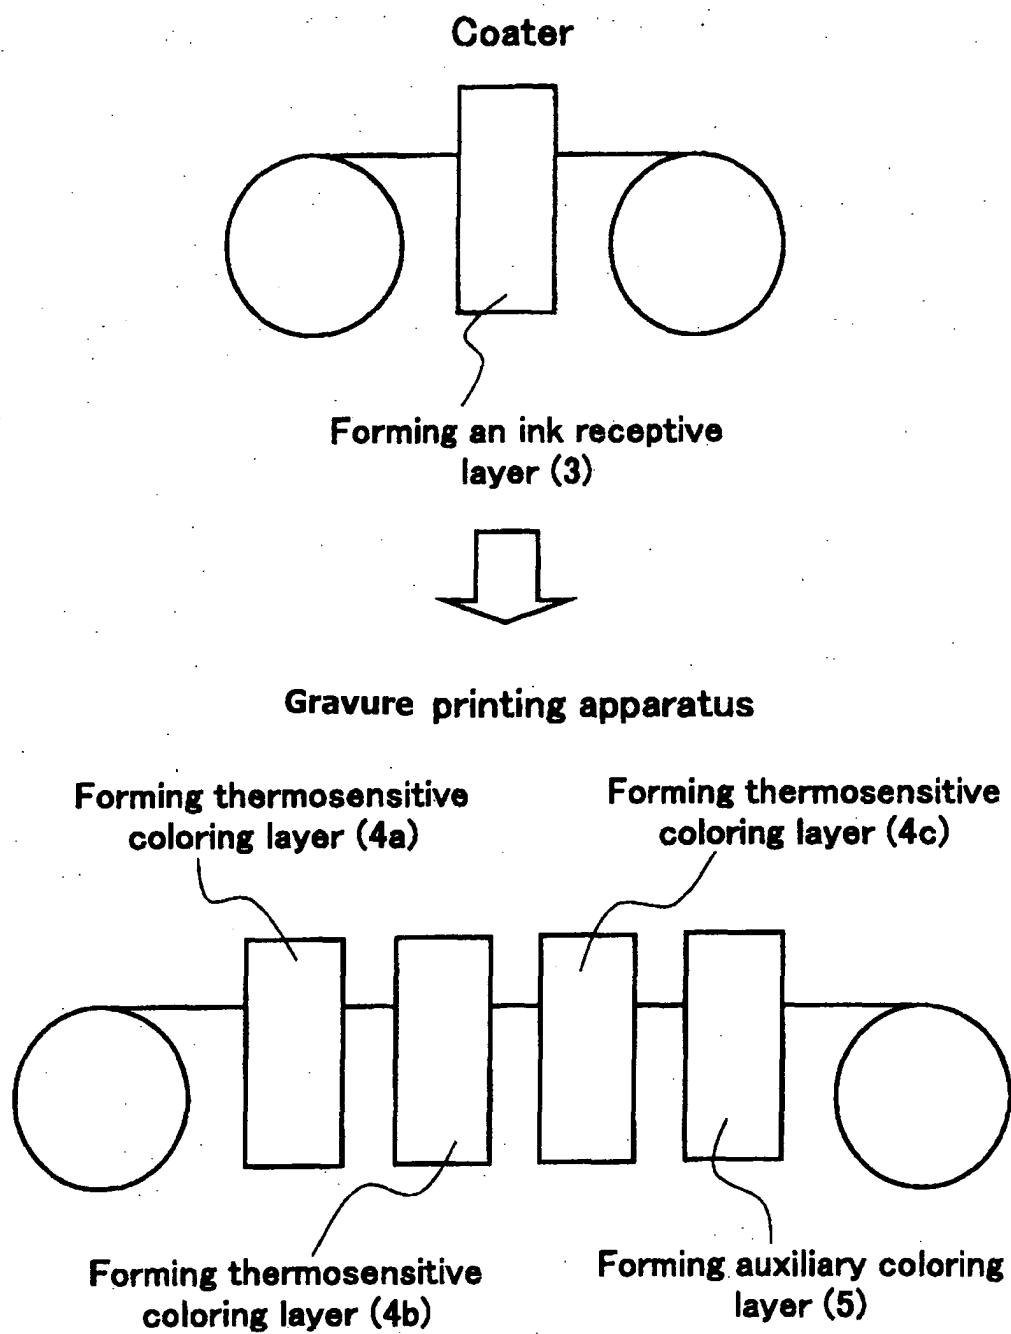 Coater
Forming an ink receptive
layer (3)
Gravure printing apparatus
Forming thermosensitive
coloring layer (4a)
Forming thermosensitive
coloring layer (4c)
Forming thermosensitive
coloring layer (4b)
Forming auxiliary coloring
layer (5)